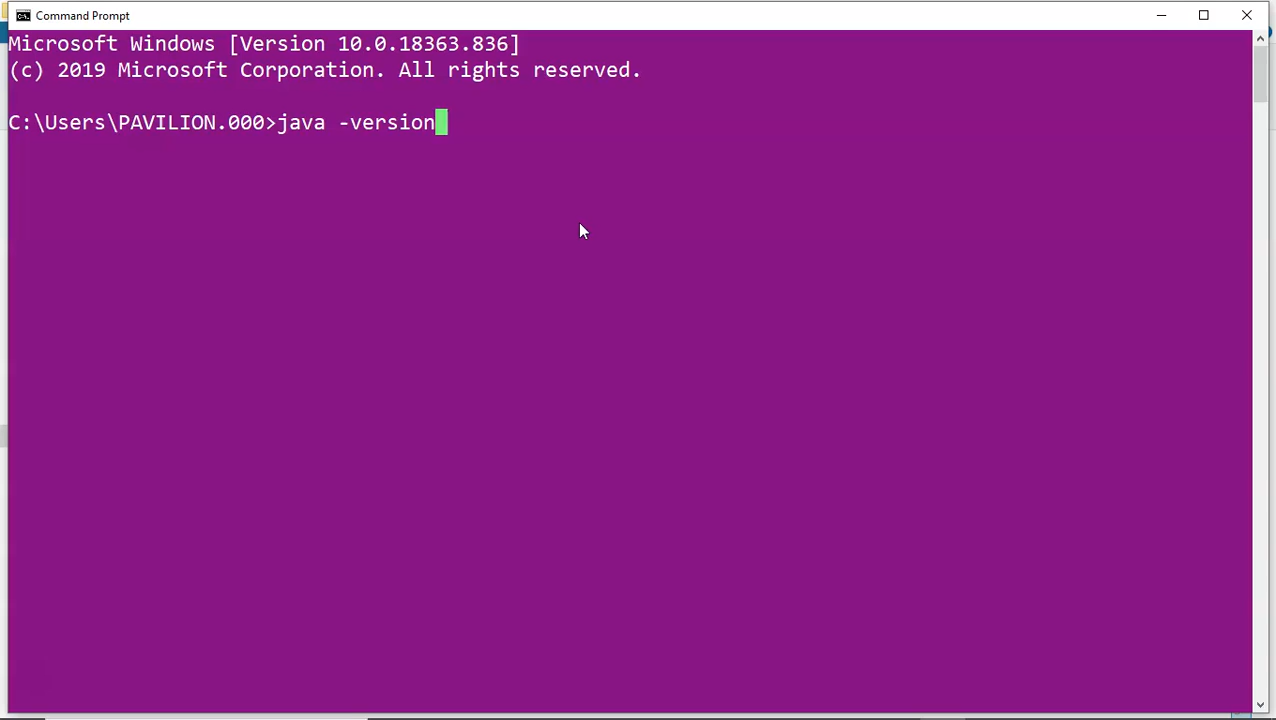 Command Prompt
Microsoft Windows [Version 10.0.18363.836]
(c) 2019 Microsoft Corporation. All rights reserved.
C:\Users\PAVILION.000>java -version